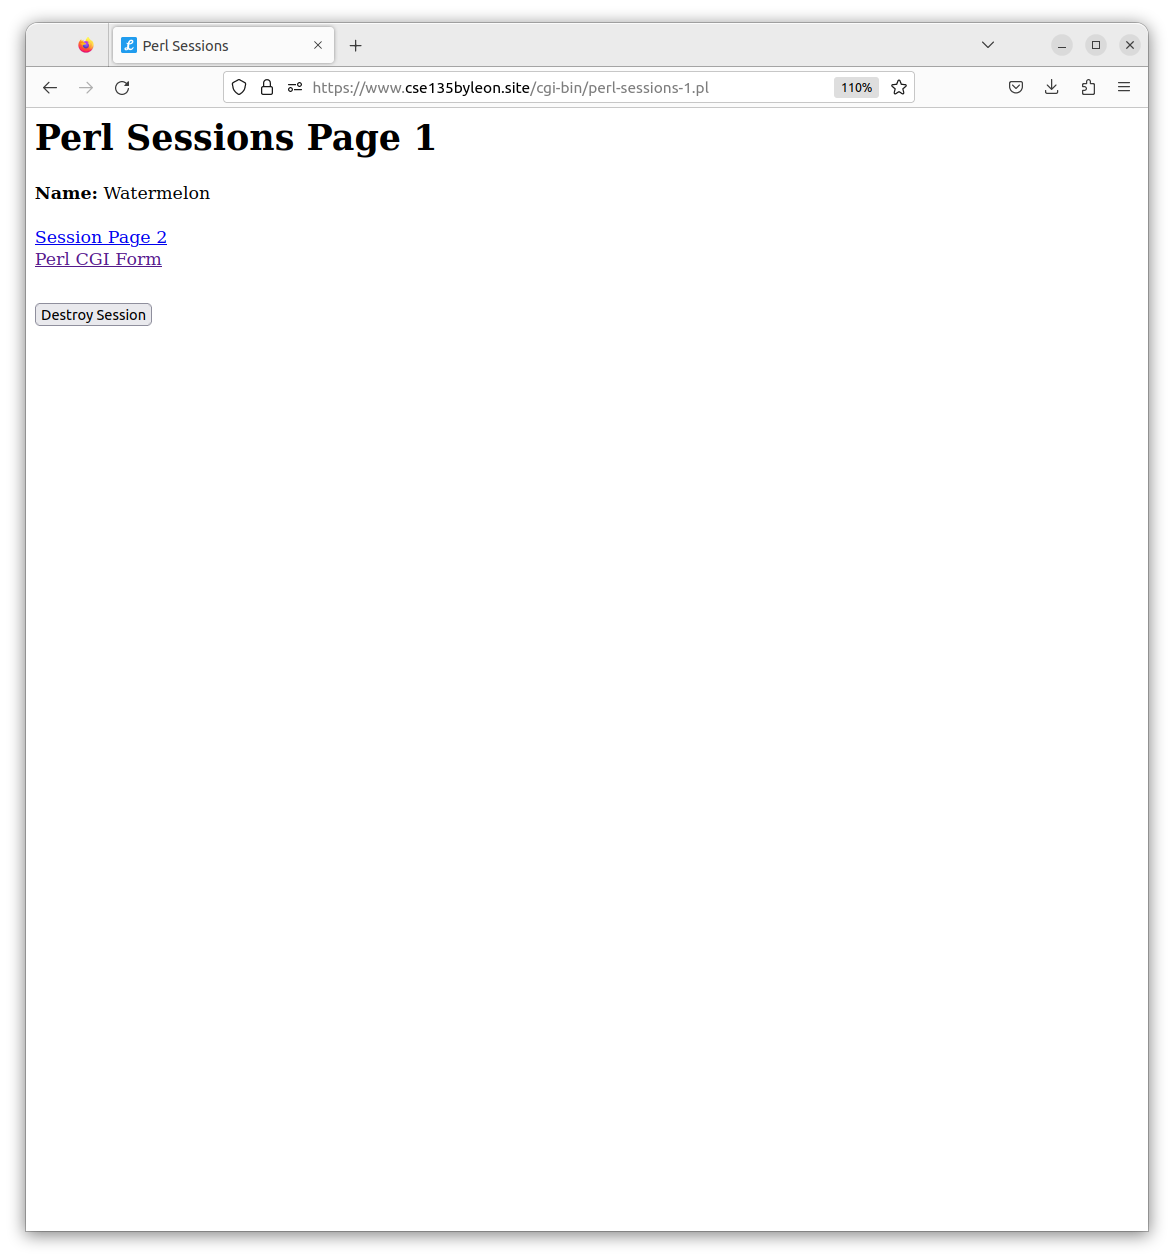 Perl Sessions
https://www.cse135byleon.site/cgi-bin/perl-sessions-1.pl 110%
Perl Sessions Page 1
Name: Watermelon
Session Page 2
Perl CGI Form
Destroy Session